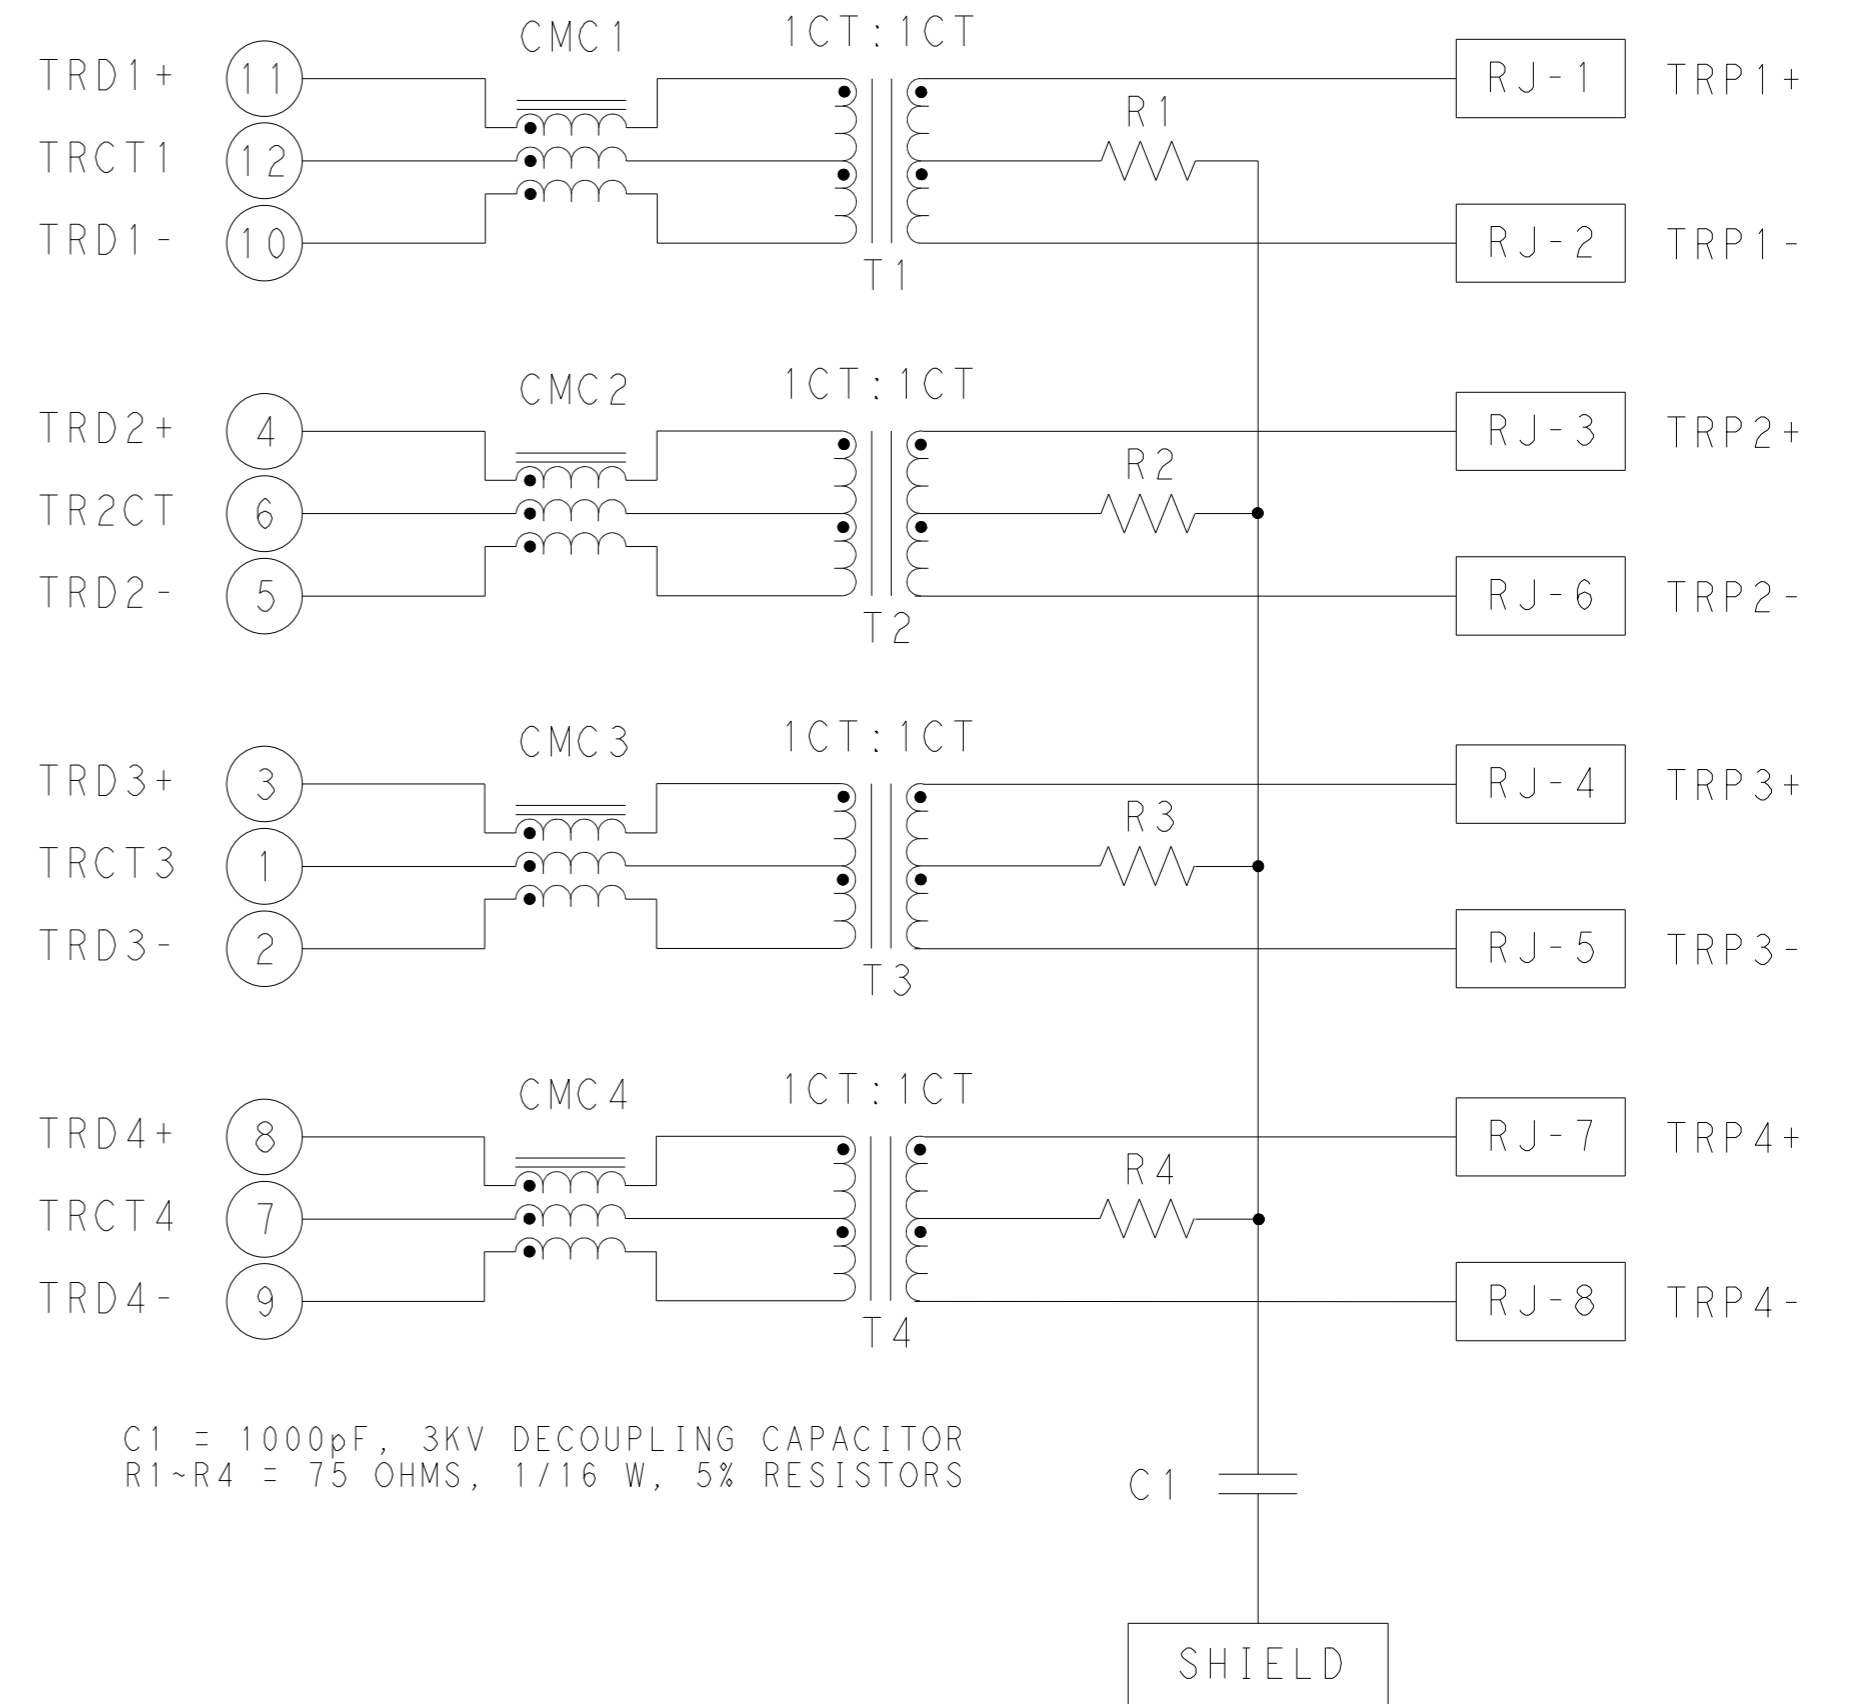 CMC1 1CT:1CT
TRD1+ 11 RJ-1 TRP1+
R1
TRCT1 12
TRD1- 10 RJ-2 TRP1-
T1
CMC2 1CT:1CT
TRD2+ 4 RJ-3 TRP2+
R2
TR2CT 6
TRD2- 5 RJ-6 TRP2-
T2
CMC3 1CT:1CT
TRD3+ 3 RJ-4 TRP3+
R3
TRCT3 1
TRD3- 2 RJ-5 TRP3-
T3
CMC4 1CT:1CT
TRD4+ 8 RJ-7 TRP4+
R4
TRCT4 7
TRD4- 9 RJ-8 TRP4-
T4
C1 = 1000pF, 3KV DECOUPLING CAPACITOR
R1~R4 = 75 OHMS, 1/16 W, 5% RESISTORS
C1
SHIELD